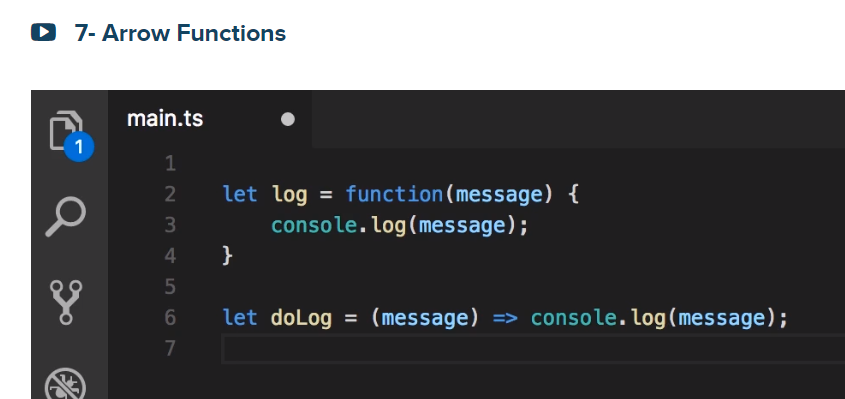 7- Arrow Functions
main.ts
1
1
2 let log = function(message) {
3     console.log(message);
4 }
5
6 let doLog = (message) => console.log(message);
7